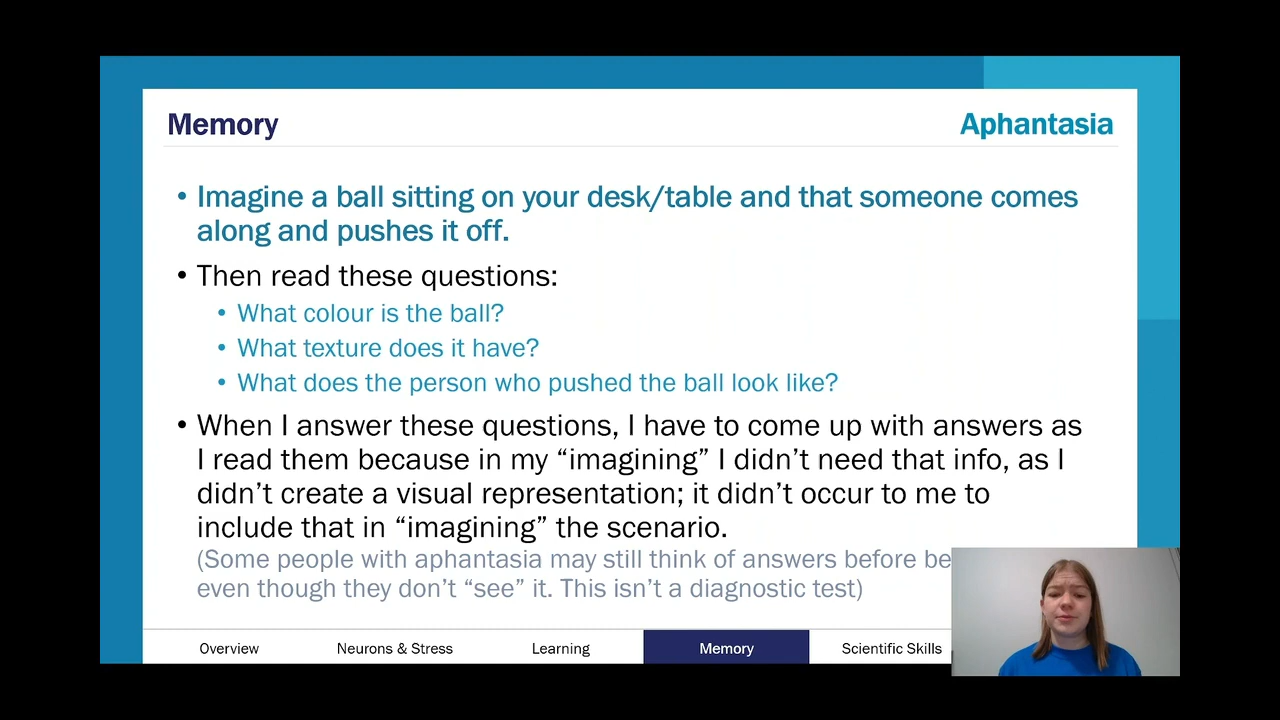 Memory
Aphantasia
• Imagine a ball sitting on your desk/table and that someone comes
along and pushes it off.
• Then read these questions:
• What colour is the ball?
• What texture does it have?
• What does the person who pushed the ball look like?
• When I answer these questions, I have to come up with answers as
I read them because in my “imagining” I didn’t need that info, as I
didn’t create a visual representation; it didn’t occur to me to
include that in “imagining” the scenario.
(Some people with aphantasia may still think of answers before
even though they don’t “see” it. This isn’t a diagnostic test)
Overview
Neurons & Stress
Learning
Memory
Scientific Skills